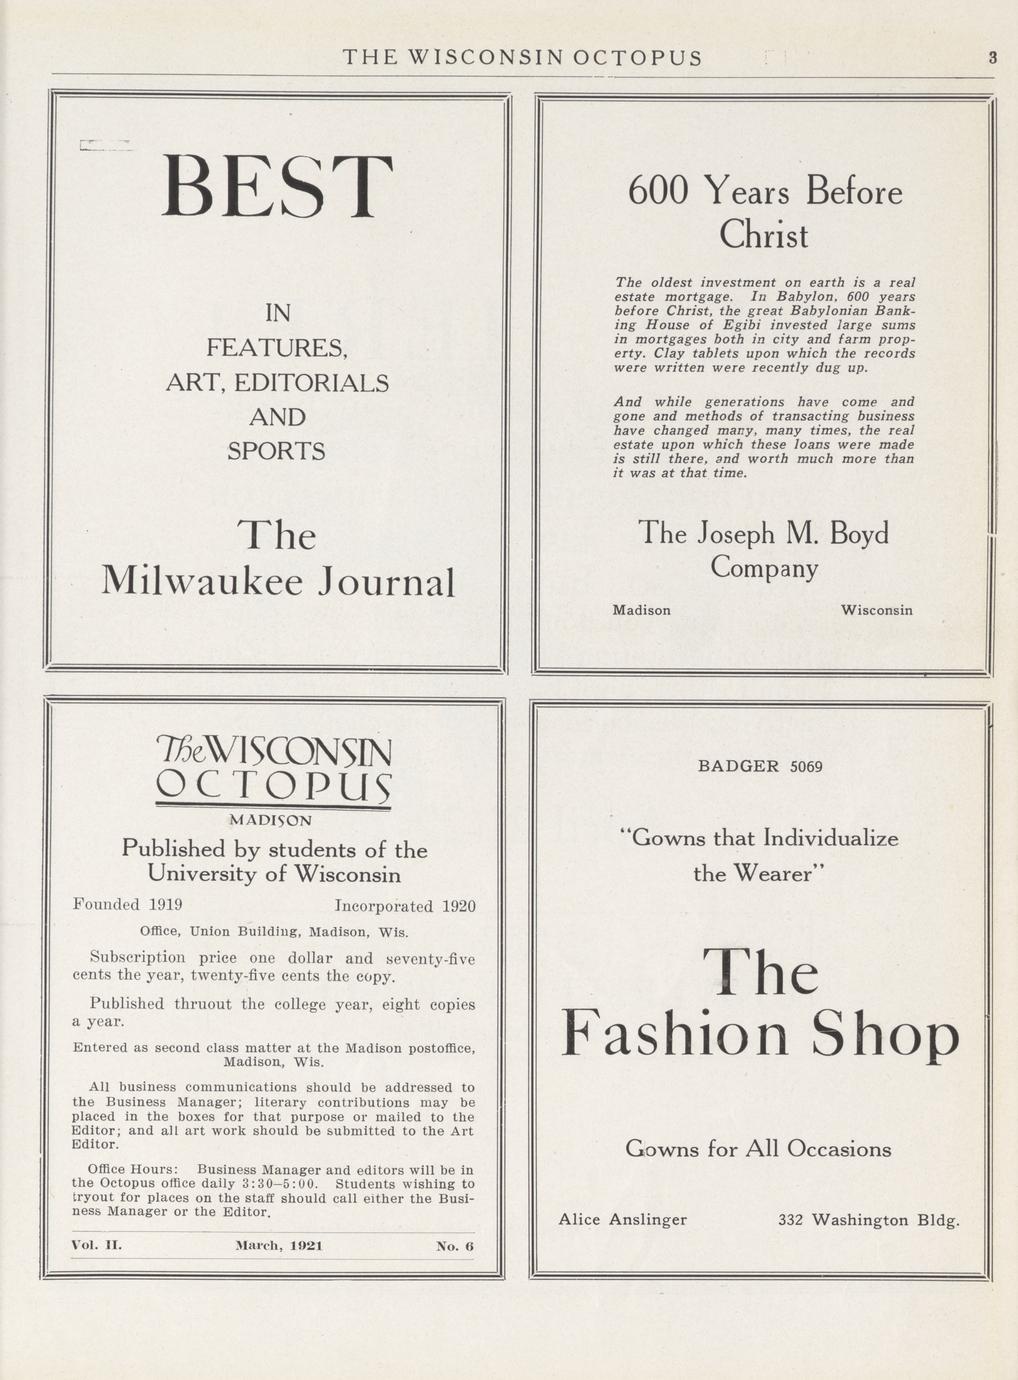 THE WISCONSIN OCTOPUS
3
BEST
IN
FEATURES,
ART, EDITORIALS
AND
SPORTS
The
Milwaukee Journal
600 Years Before
Christ
The oldest investment on earth is a real
estate mortgage. In Babylon, 600 years
before Christ, the great Babylonian Bank-
ing House of Egibi invested large sums
in mortgages both in city and farm prop-
erty. Clay tablets upon which the records
were written were recently dug up.
And while generations have come and
gone and methods of transacting business
have changed many, many times, the real
estate upon which these loans were made
is still there, and worth much more than
it was at that time.
The Joseph M. Boyd
Company
Madison Wisconsin
The WISCONSIN
OCTOPUS
MADISON
Published by students of the
University of Wisconsin
Founded 1919 Incorporated 1920
Office, Union Building, Madison, Wis.
Subscription price one dollar and seventy-five
cents the year, twenty-five cents the copy.
Published thruout the college year, eight copies
a year.
Entered as second class matter at the Madison postoffice,
Madison, Wis.
All business communications should be addressed to
the Business Manager; literary contributions may be
placed in the boxes for that purpose or mailed to the
Editor; and all art work should be submitted to the Art
Editor.
Office Hours: Business Manager and editors will be in
the Octopus office daily 3:30–5:00. Students wishing to
tryout for places on the staff should call either the Busi-
ness Manager or the Editor.
Vol. II. March, 1921 No. 6
BADGER 5069
"Gowns that Individualize
the Wearer"
The
Fashion Shop
Gowns for All Occasions
Alice Anslinger 332 Washington Bldg.